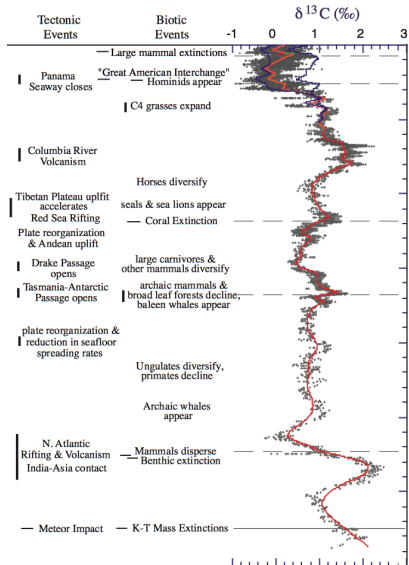 Tectonic Events
Biotic Events
δ ¹³C (‰)
-1 0 1 2 3
Large mammal extinctions
"Great American Interchange"
Hominids appear
Panama
Seaway closes
C4 grasses expand
Columbia River
Volcanism
Horses diversify
Tibetan Plateau uplfit
accelerates
seals & sea lions appear
Red Sea Rifting
Coral Extinction
Plate reorganization
& Andean uplift
Drake Passage
opens
large carnivores &
other mammals diversify
Tasmania-Antarctic
Passage opens
archaic mammals &
broad leaf forests decline,
baleen whales appear
plate reorganization &
reduction in seafloor
spreading rates
Ungulates diversify,
primates decline
Archaic whales
appear
N. Atlantic
Rifting & Volcanism
India-Asia contact
Mammals disperse
Benthic extinction
Meteor Impact
K-T Mass Extinctions